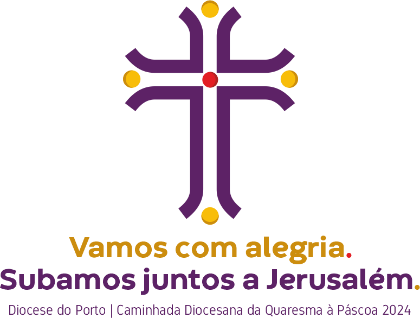 Vamos com alegria.
Subamos juntos a Jerusalém.
Diocese do Porto | Caminhada Diocesana da Quaresma à Páscoa 2024